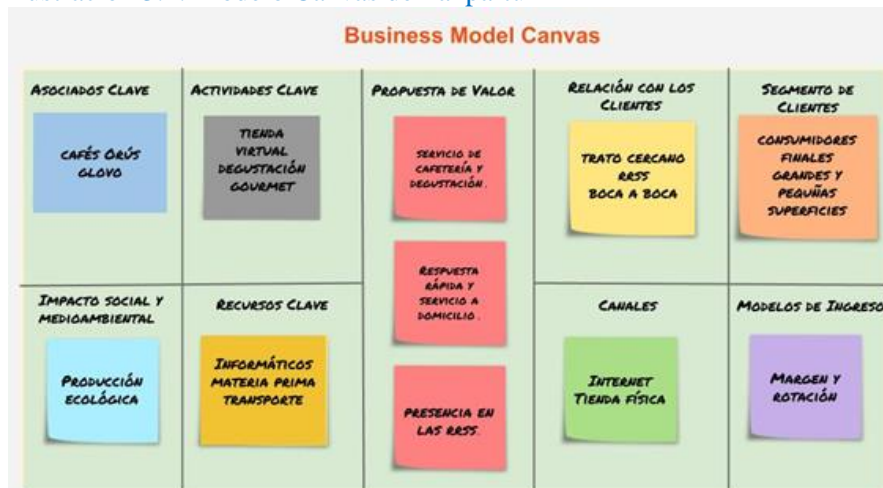 Business Model Canvas
ASOCIADOS CLAVE
CAFÉS ORÚS
GLOVO
ACTIVIDADES CLAVE
TIENDA
VIRTUAL
DEGUSTACIÓN
GOURMET
PROPUESTA DE VALOR
SERVICIO DE
CAFETERÍA Y
DEGUSTACIÓN.
RESPUESTA
RÁPIDA Y
SERVICIO A
DOMICILIO.
PRESENCIA EN
LAS RRSS.
RELACIÓN CON LOS
CLIENTES
TRATO CERCANO
RRSS
BOCA A BOCA
SEGMENTO DE
CLIENTES
CONSUMIDORES
FINALES
GRANDES Y
PEQUÑAS
SUPERFICIES
IMPACTO SOCIAL Y
MEDIOAMBIENTAL
PRODUCCIÓN
ECOLÓGICA
RECURSOS CLAVE
INFORMÁTICOS
MATERIA PRIMA
TRANSPORTE
CANALES
INTERNET
TIENDA FÍSICA
MODELOS DE INGRESO
MARGEN Y
ROTACIÓN